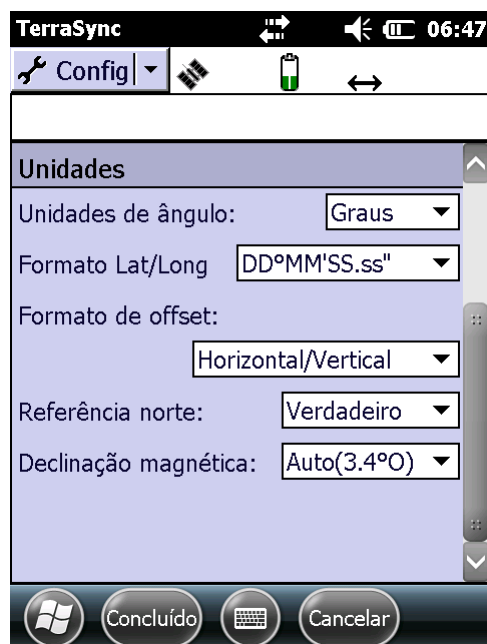 TerraSync 06:47
Config
Unidades
Unidades de ângulo: Graus
Formato Lat/Long DD°MM'SS.ss"
Formato de offset:
Horizontal/Vertical
Referência norte: Verdadeiro
Declinação magnética: Auto(3.4°O)
Concluído Cancelar